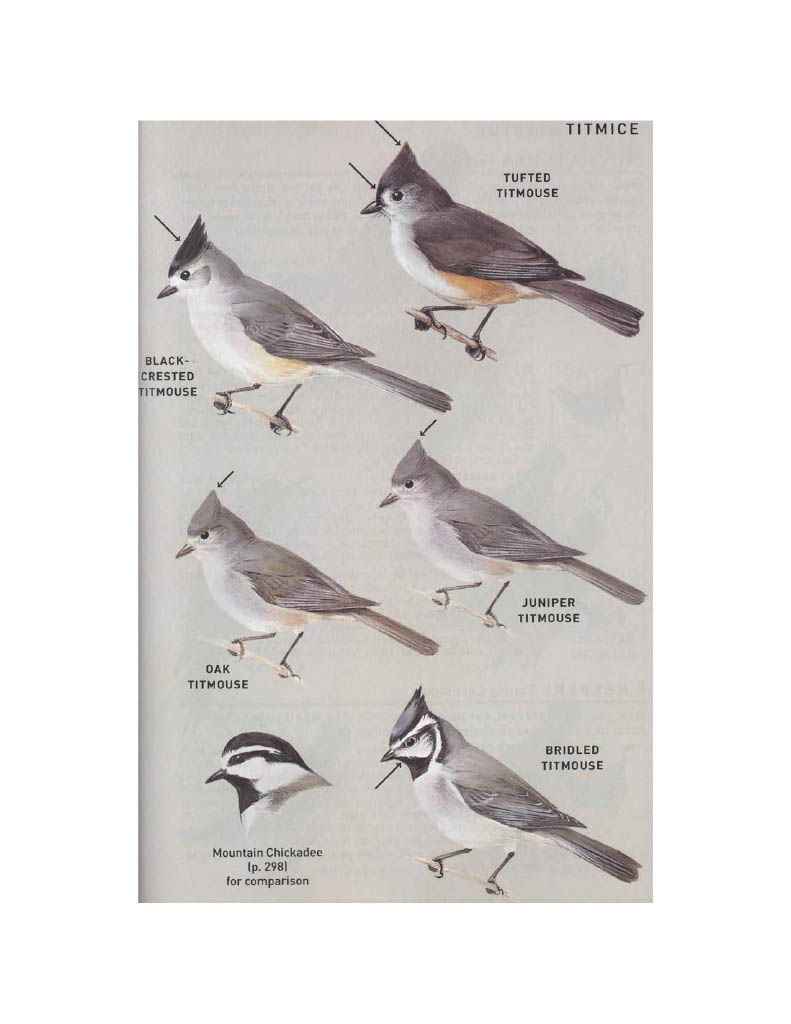 TITMICE
TUFTED
TITMOUSE
BLACK-
CRESTED
TITMOUSE
JUNIPER
TITMOUSE
OAK
TITMOUSE
BRIDLED
TITMOUSE
Mountain Chickadee
(p. 298)
for comparison